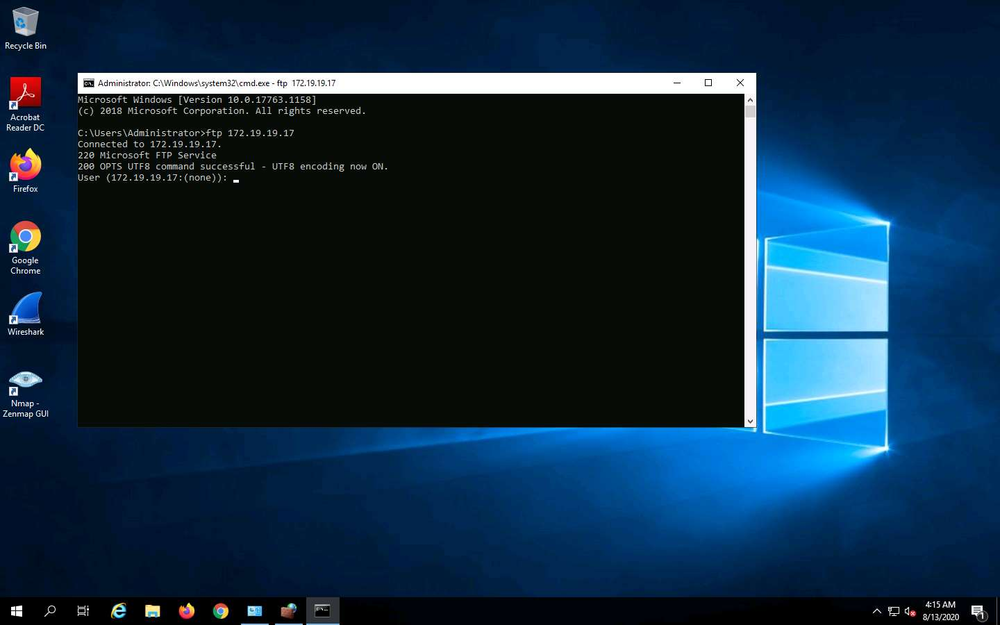 Recycle Bin
Acrobat
Reader DC
Firefox
Google
Chrome
Wireshark
Nmap -
Zenmap GUI
Administrator: C:\Windows\system32\cmd.exe - ftp  172.19.19.17
Microsoft Windows [Version 10.0.17763.1158]
(c) 2018 Microsoft Corporation. All rights reserved.
C:\Users\Administrator>ftp 172.19.19.17
Connected to 172.19.19.17.
220 Microsoft FTP Service
200 OPTS UTF8 command successful - UTF8 encoding now ON.
User (172.19.19.17:(none)):
4:15 AM
8/13/2020
1